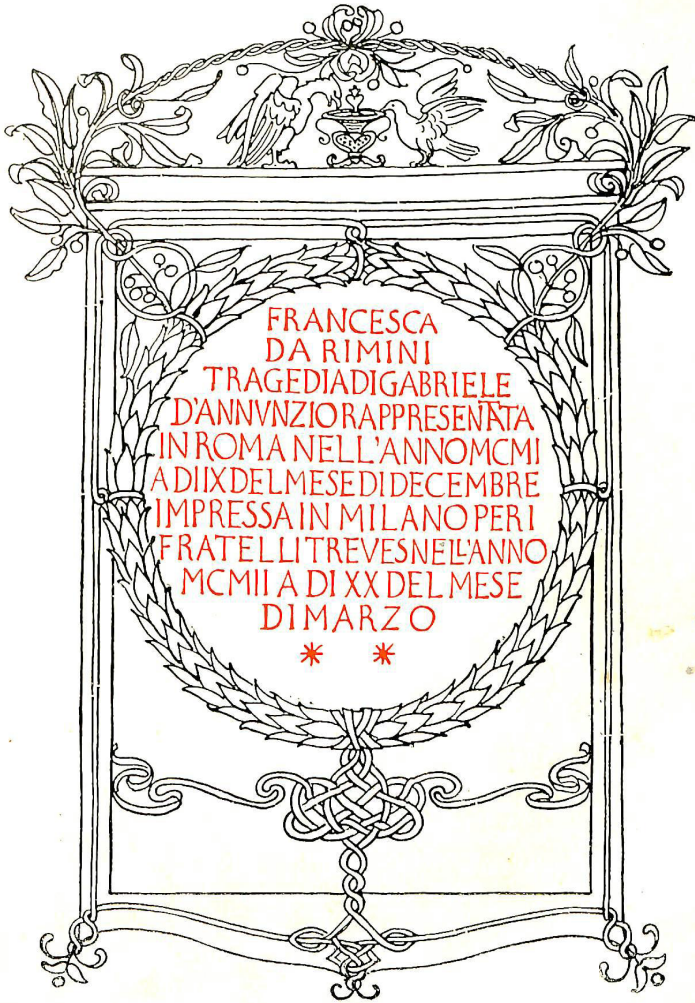 FRANCESCA
DA RIMINI
TRAGEDIA DI GABRIELE
D'ANNVNZIO RAPPRESENTATA
IN ROMA NELL'ANNO MCMI
A DI IX DEL MESE DI DECEMBRE
IMPRESSA IN MILANO PER I
FRATELLI TREVES NELL'ANNO
MCMII A DI XX DEL MESE
DI MARZO
* *